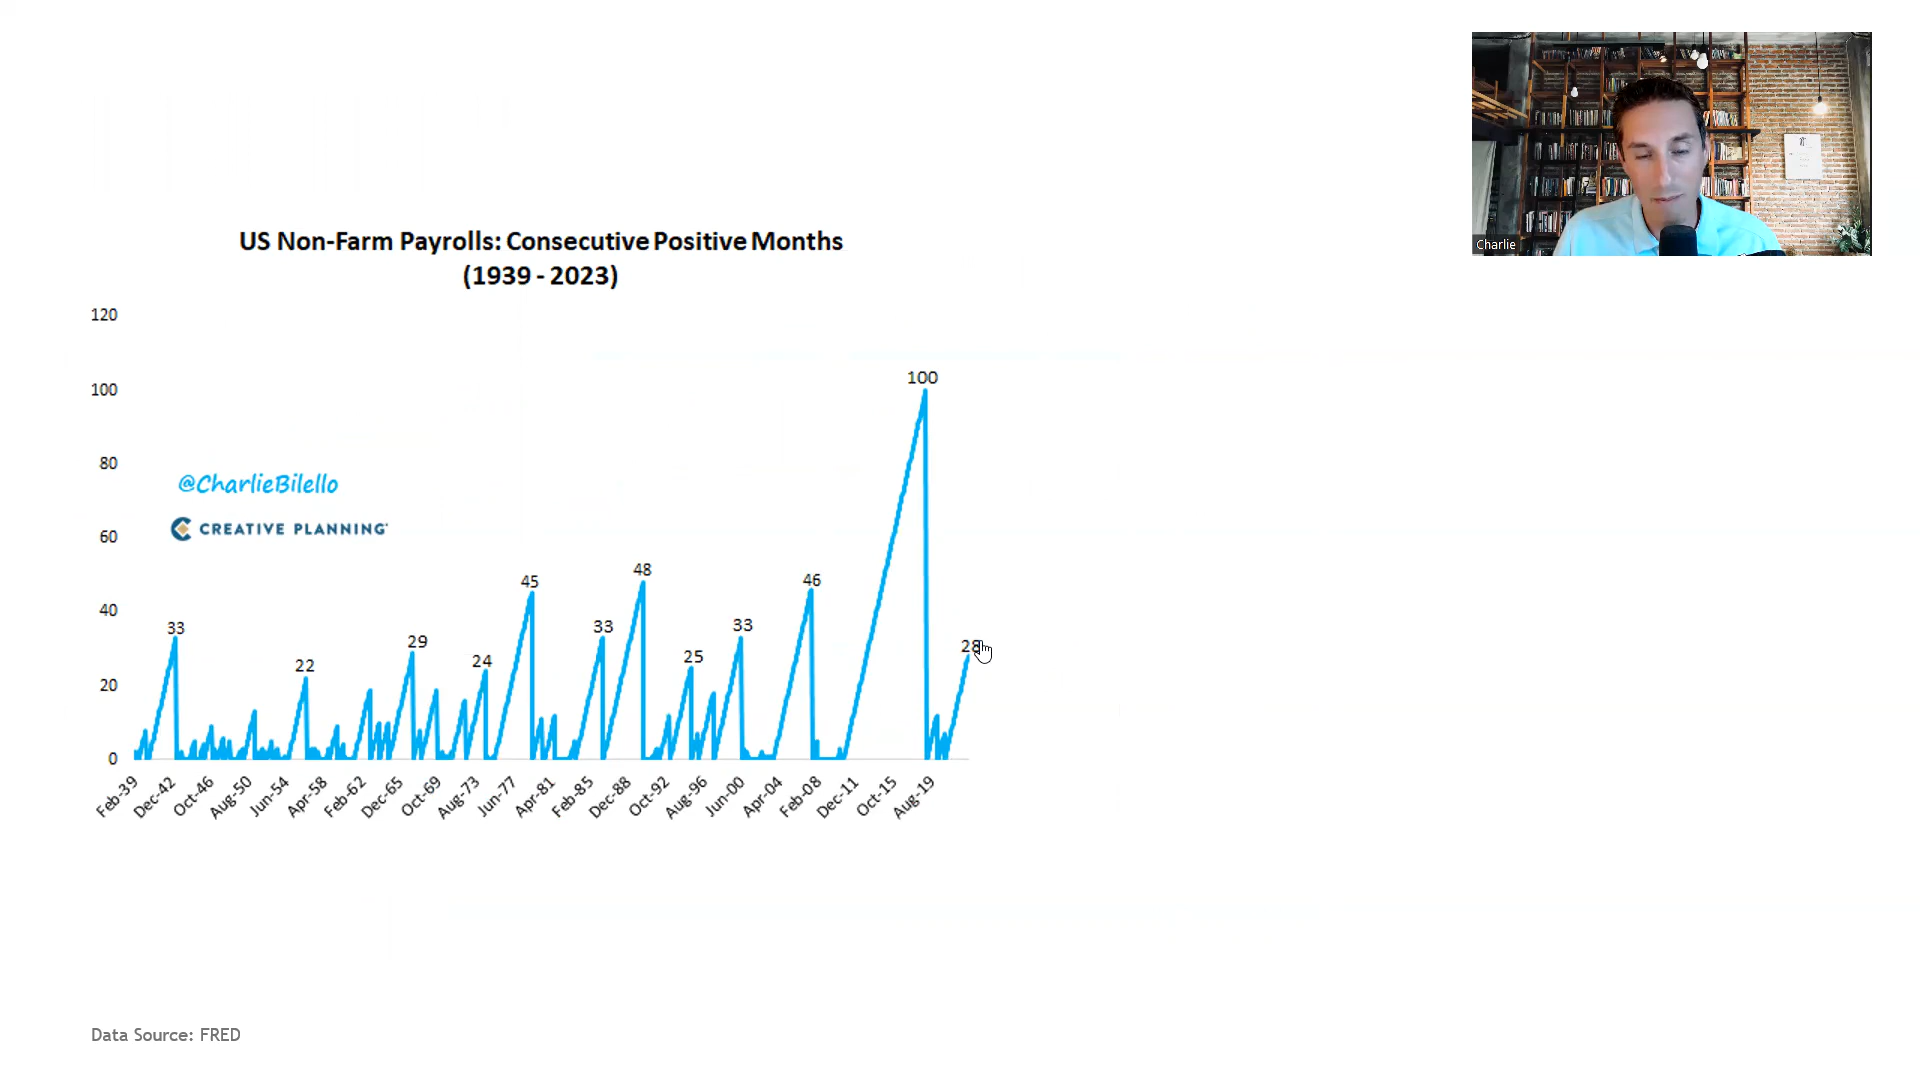 Charlie
US Non-Farm Payrolls: Consecutive Positive Months
(1939 - 2023)
120
100
80
60
40
20
0
@CharlieBilello
CREATIVE PLANNING
33
22
29
24
45
33
48
25
33
46
100
28
Feb-39
Dec-42
Oct-46
Aug-50
Jun-54
Apr-58
Feb-62
Dec-65
Oct-69
Aug-73
Jun-77
Apr-81
Feb-85
Dec-88
Oct-92
Aug-96
Jun-00
Apr-04
Feb-08
Dec-11
Oct-15
Aug-19
Data Source: FRED